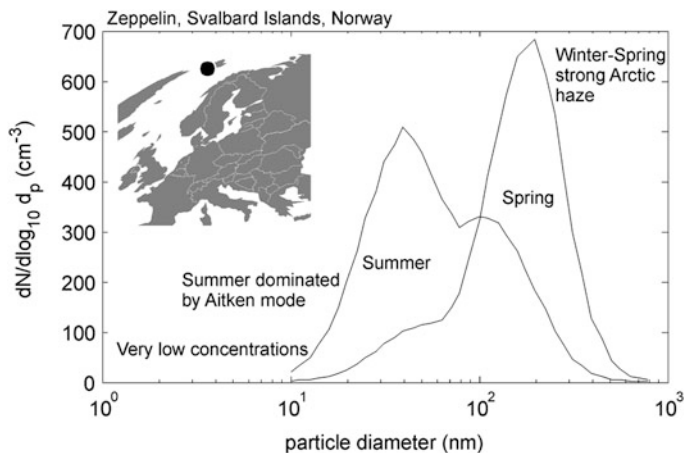 Zeppelin, Svalbard Islands, Norway
700
600
500
400
300
200
100
0
dN/dlog10 dp (cm-3)
Winter-Spring
strong Arctic
haze
Spring
Summer
Summer dominated
by Aitken mode
Very low concentrations
10^0
10^1
10^2
10^3
particle diameter (nm)